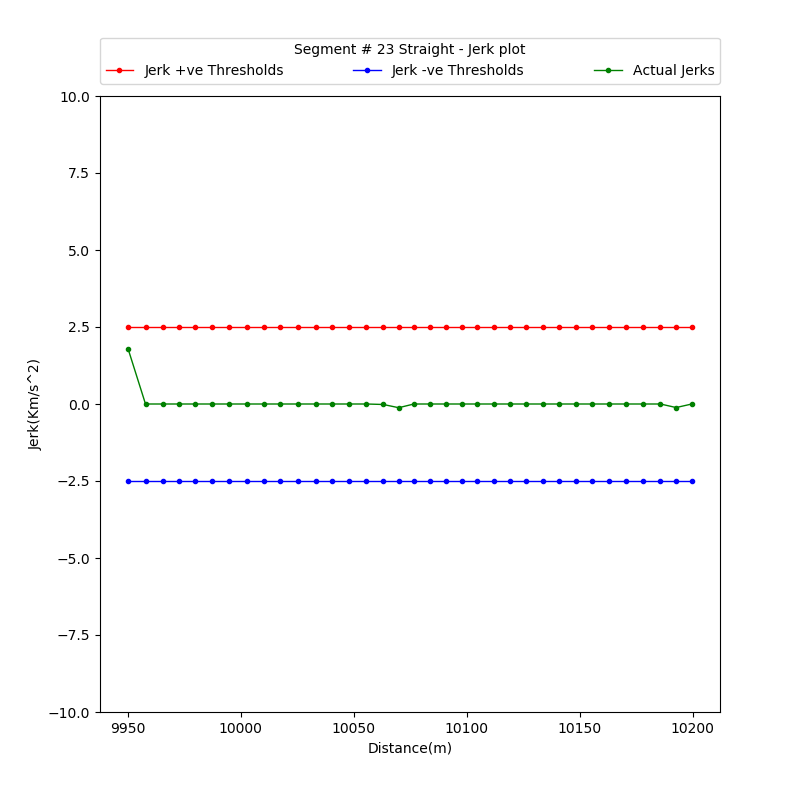 Segment # 23 Straight - Jerk plot
Jerk +ve Thresholds
Jerk -ve Thresholds
Actual Jerks
10.0
7.5
5.0
2.5
0.0
−2.5
−5.0
−7.5
−10.0
Jerk(Km/s^2)
9950
10000
10050
10100
10150
10200
Distance(m)